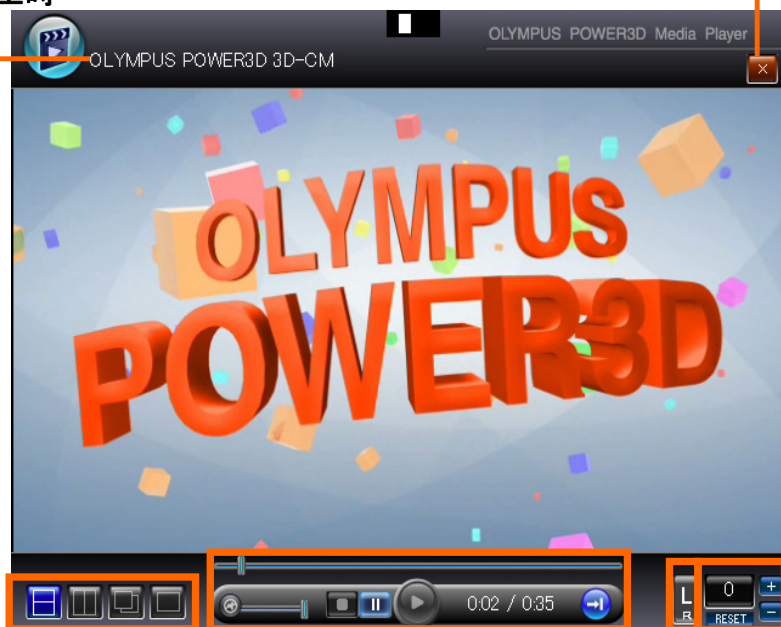 OLYMPUS POWER3D Media Player
OLYMPUS POWER3D 3D-CM
OLYMPUS
POWER3D
0:02 / 0:35
L
R
0
RESET